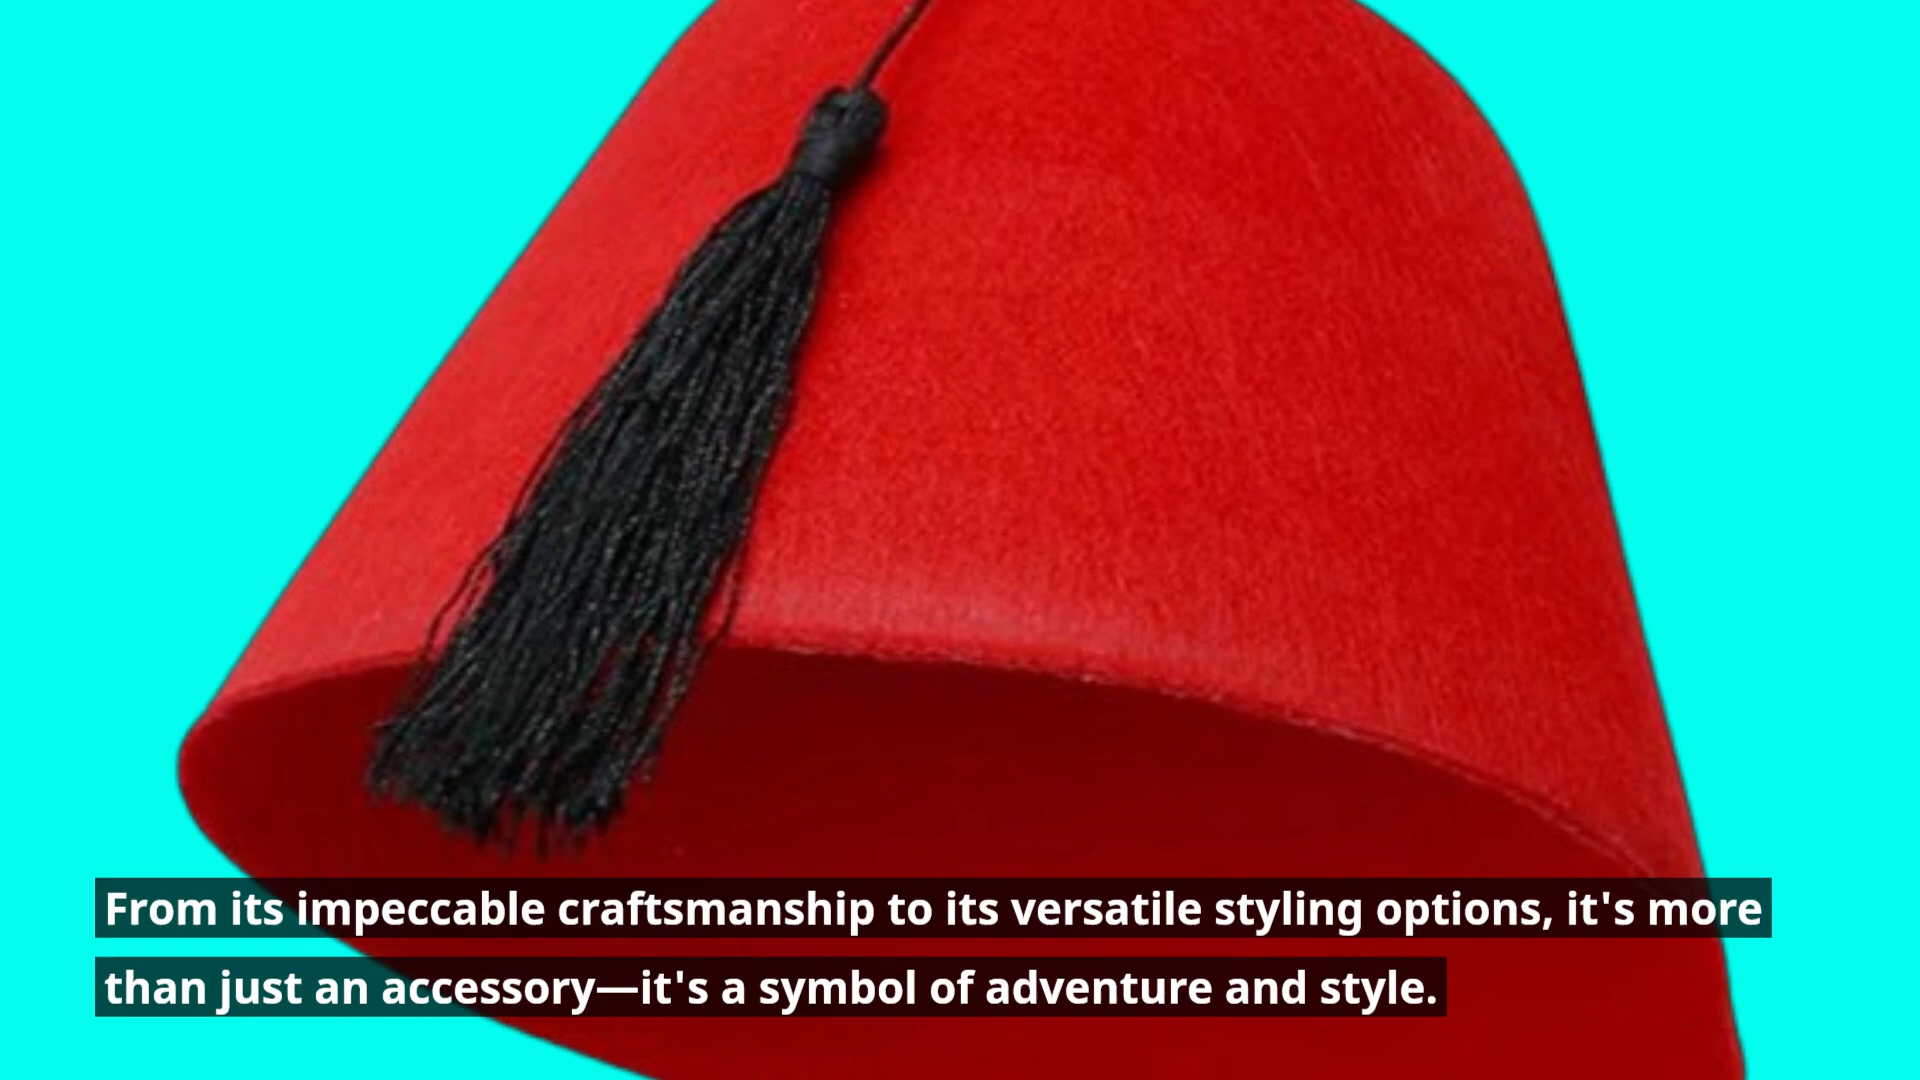 From its impeccable craftsmanship to its versatile styling options, it's more
than just an accessory—it's a symbol of adventure and style.